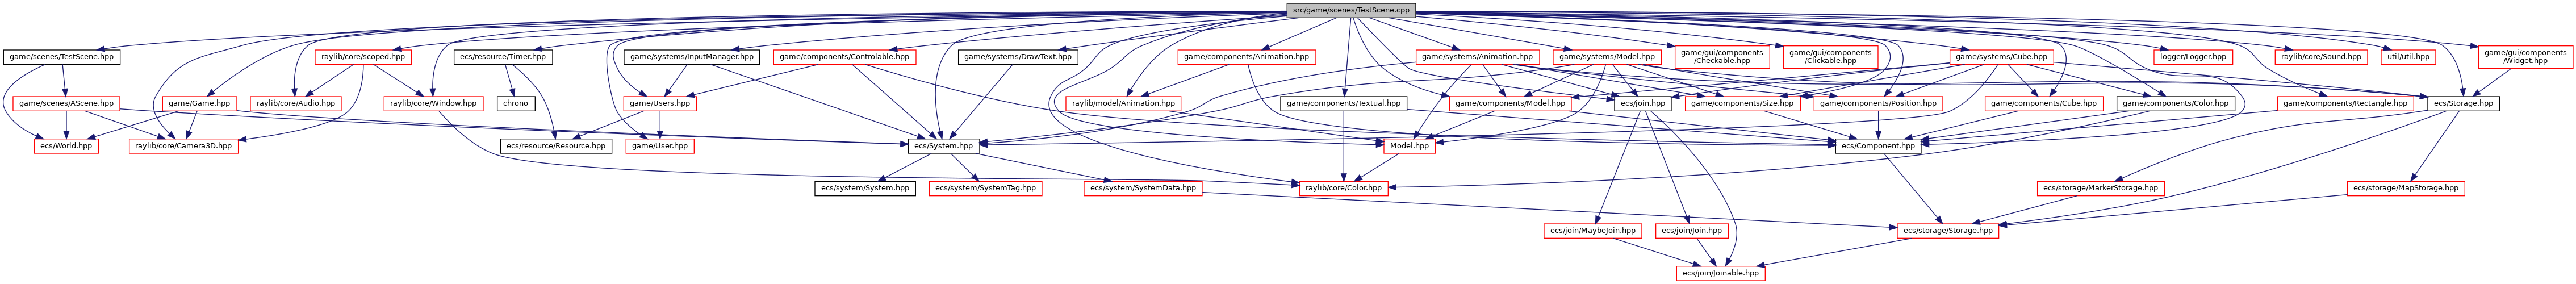 src/game/scenes/TestScene.cpp
game/scenes/TestScene.hpp
raylib/core/scoped.hpp
ecs/resource/Timer.hpp
game/systems/InputManager.hpp
game/components/Controlable.hpp
game/systems/DrawText.hpp
game/components/Animation.hpp
game/systems/Animation.hpp
game/systems/Model.hpp
game/gui/components
/Checkable.hpp
game/gui/components
/Clickable.hpp
game/systems/Cube.hpp
logger/Logger.hpp
raylib/core/Sound.hpp
util/util.hpp
game/gui/components
/Widget.hpp
game/scenes/AScene.hpp
game/Game.hpp
raylib/core/Audio.hpp
raylib/core/Window.hpp
chrono
game/Users.hpp
raylib/model/Animation.hpp
game/components/Textual.hpp
game/components/Model.hpp
ecs/join.hpp
game/components/Size.hpp
game/components/Position.hpp
game/components/Cube.hpp
game/components/Color.hpp
game/components/Rectangle.hpp
ecs/Storage.hpp
ecs/World.hpp
raylib/core/Camera3D.hpp
ecs/resource/Resource.hpp
game/User.hpp
ecs/System.hpp
Model.hpp
ecs/Component.hpp
ecs/system/System.hpp
ecs/system/SystemTag.hpp
ecs/system/SystemData.hpp
raylib/core/Color.hpp
ecs/storage/MarkerStorage.hpp
ecs/storage/MapStorage.hpp
ecs/join/MaybeJoin.hpp
ecs/join/Join.hpp
ecs/storage/Storage.hpp
ecs/join/Joinable.hpp